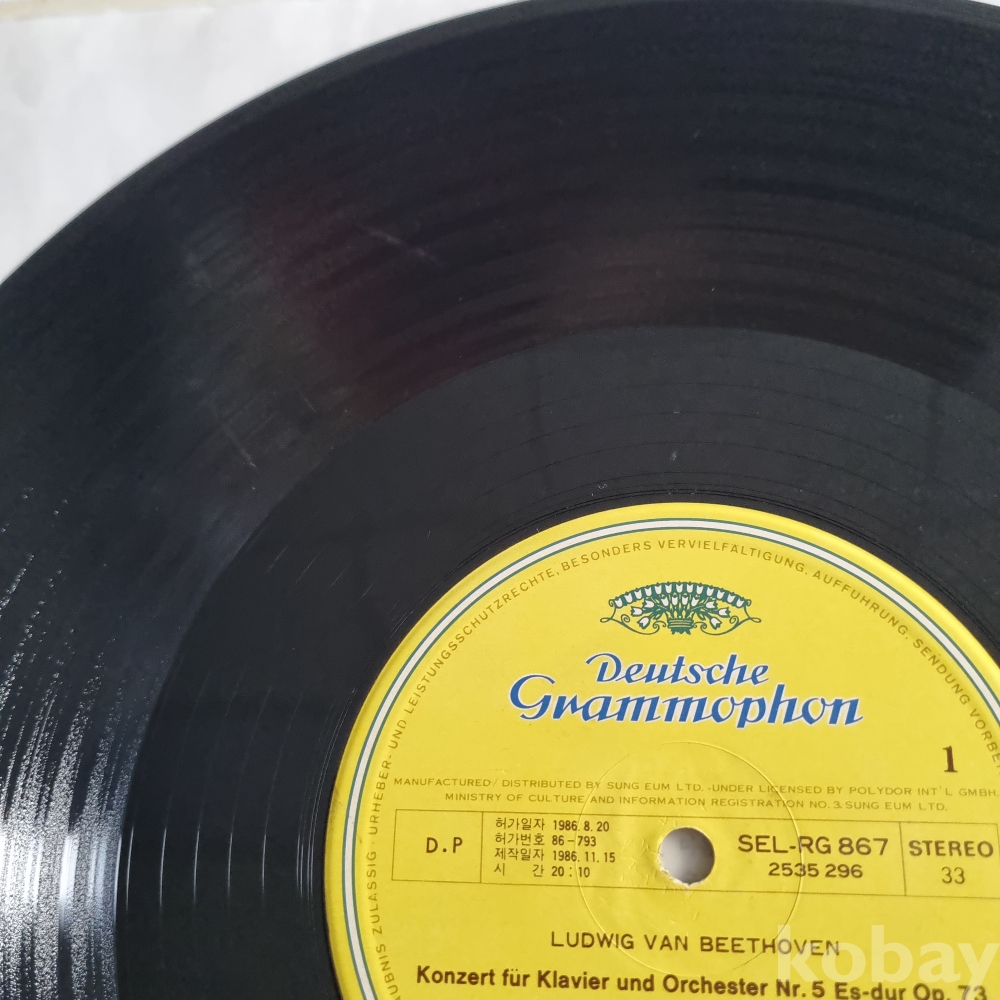 URHEBER- UND LEISTUNGSSCHUTZRECHTE, BESONDERS VERVIELFÄLTIGUNG, AUFFÜHRUNG, SENDUNG VORBE
UBNIS ZULÄSSIG
Deutsche
Grammophon
1
MANUFACTURED / DISTRIBUTED BY SUNG EUM LTD. -UNDER LICENSED BY POLYDOR INT'L GMBH.
MINISTRY OF CULTURE AND INFORMATION REGISTRATION NO. 3. SUNG EUM LTD.
D.P
허가일자 1986.8.20
허가번호 86-793
제작일자 1986.11.15
시 간 20:10
SEL-RG 867
2535 296
STEREO
33
LUDWIG VAN BEETHOVEN
Konzert für Klavier und Orchester Nr. 5 Es-dur Op. 73
kobay